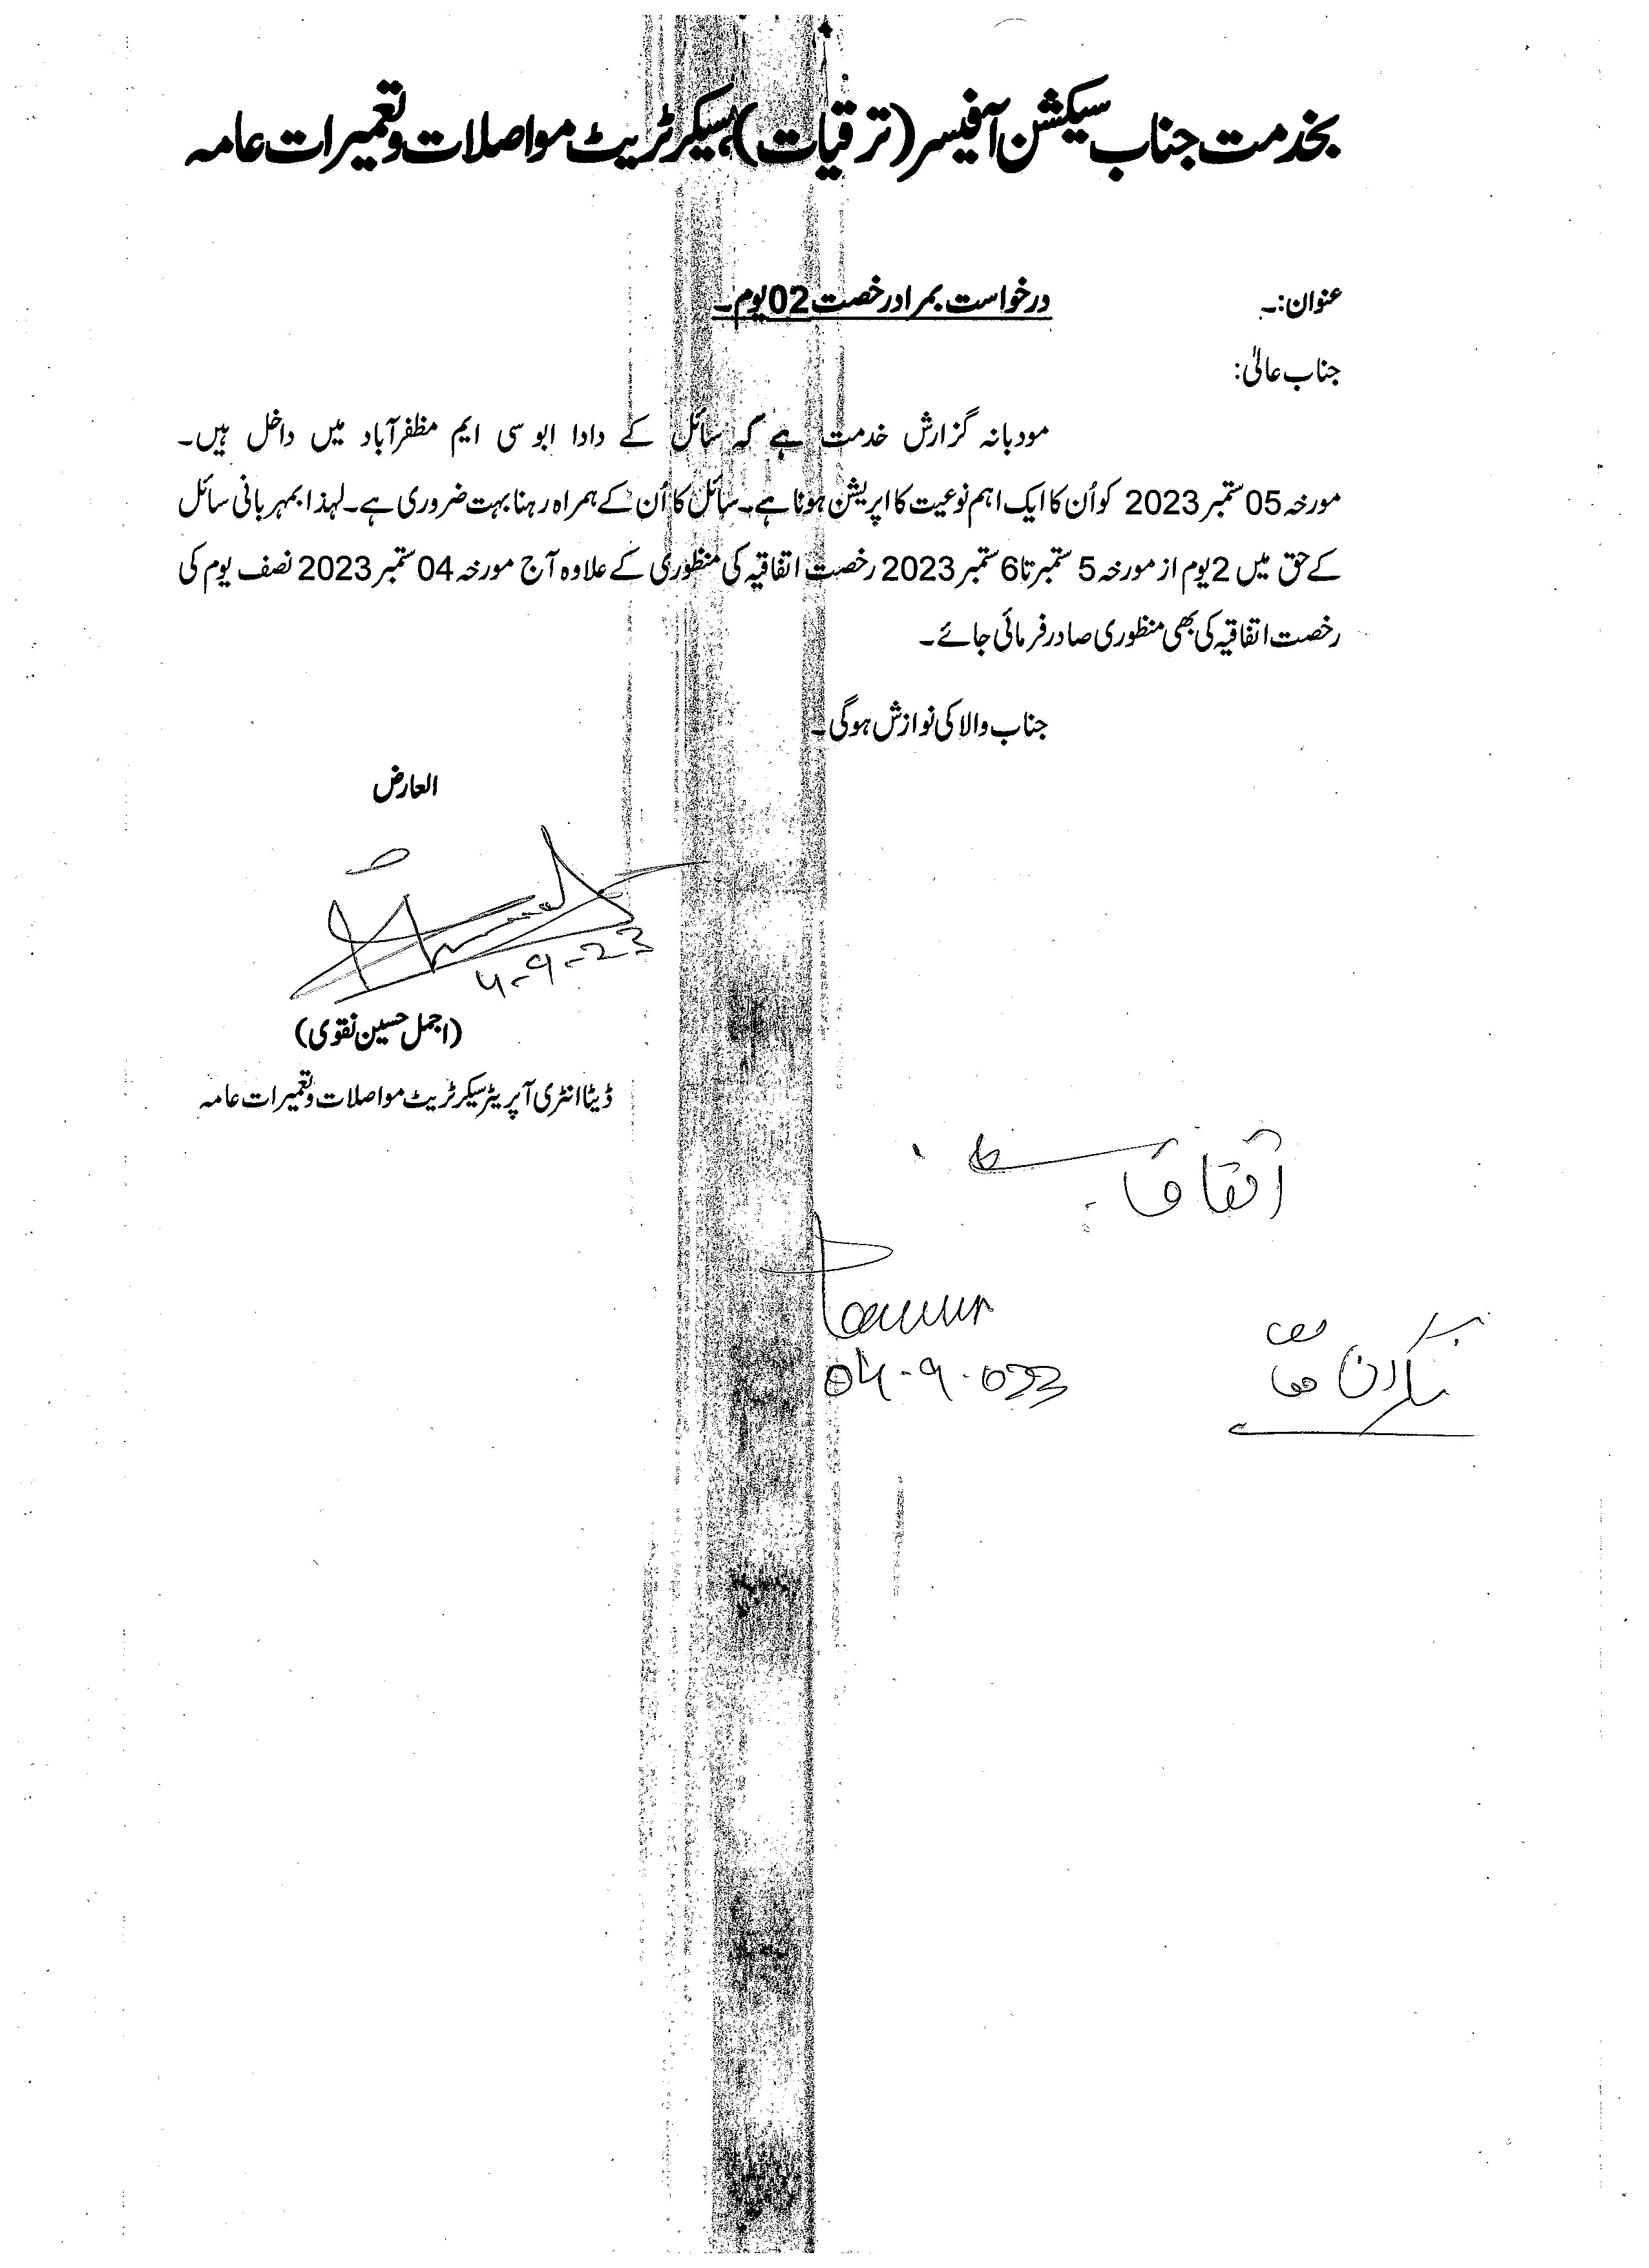 بخدمت جناب سیکشن آفیسر (ترقیات)، سیکرٹریٹ مواصلات و تعمیرات عامہ
عنوان:۔ درخواست بمراد رخصت 02 یوم۔
جناب عالیٰ:
مودبانہ گزارش خدمت ہے کہ سائل کے دادا ابو سی ایم مظفرآباد میں داخل ہیں۔
مورخہ 05 ستمبر 2023 کو اُن کا ایک اہم نوعیت کا اپریشن ہونا ہے۔ سائل کا اُن کے ہمراہ رہنا بہت ضروری ہے۔ لہذا بمہربانی سائل
کے حق میں 2 یوم از مورخہ 5 ستمبر تا 6 ستمبر 2023 رخصت اتفاقیہ کی منظوری کے علاوہ آج مورخہ 04 ستمبر 2023 نصف یوم کی
رخصت اتفاقیہ کی بھی منظوری صادر فرمائی جائے۔
جناب والا کی نوازش ہوگی۔
العارض
4-9-23
(اجمل حسین نقوی)
ڈیٹا انٹری آپریٹر سیکرٹریٹ مواصلات و تعمیرات عامہ
04-9-023